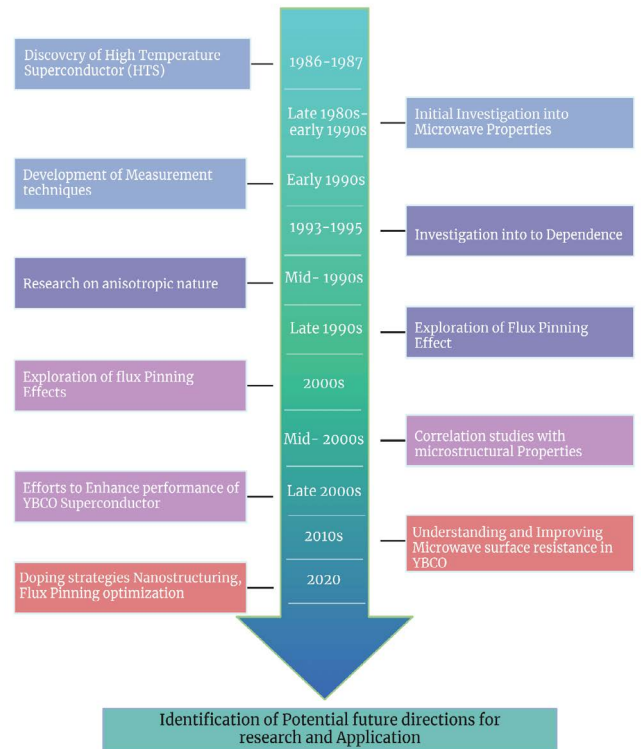 Discovery of High Temperature
Superconductor (HTS)
1986-1987
Late 1980s-
early 1990s
Initial Investigation into
Microwave Properties
Development of Measurement
techniques
Early 1990s
1993-1995
Investigation into to Dependence
Research on anisotropic nature
Mid- 1990s
Late 1990s
Exploration of Flux Pinning
Effect
Exploration of flux Pinning
Effects
2000s
Mid- 2000s
Correlation studies with
microstructural Properties
Efforts to Enhance performance of
YBCO Superconductor
Late 2000s
2010s
Understanding and Improving
Microwave surface resistance in
YBCO
Doping strategies Nanostructuring,
Flux Pinning optimization
2020
Identification of Potential future directions for
research and Application